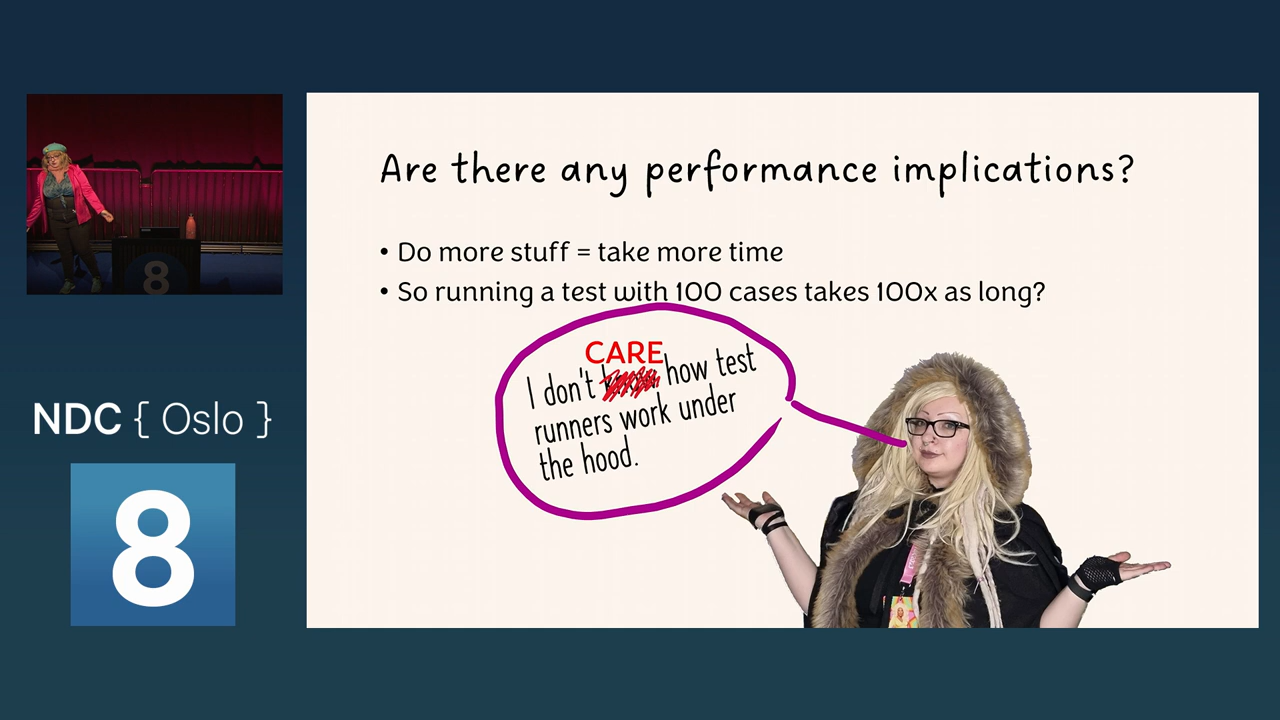 Are there any performance implications?
• Do more stuff = take more time
• So running a test with 100 cases takes 100x as long?
CARE
I don't how test
runners work under
the hood.
8
NDC { Oslo }
8